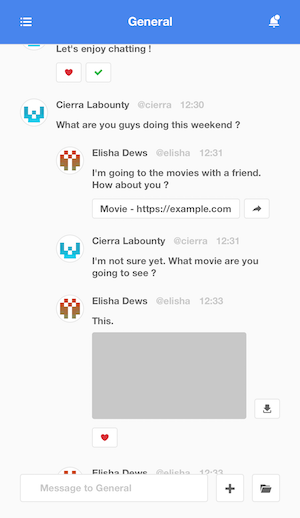 General
Let's enjoy chatting !
Cierra Labounty @cierra 12:30
What are you guys doing this weekend ?
Elisha Dews @elisha 12:31
I'm going to the movies with a friend.
How about you ?
Movie - https://example.com
Cierra Labounty @cierra 12:31
I'm not sure yet. What movie are you
going to see ?
Elisha Dews @elisha 12:33
This.
Elisha Dews @elisha 12:33
Message to General